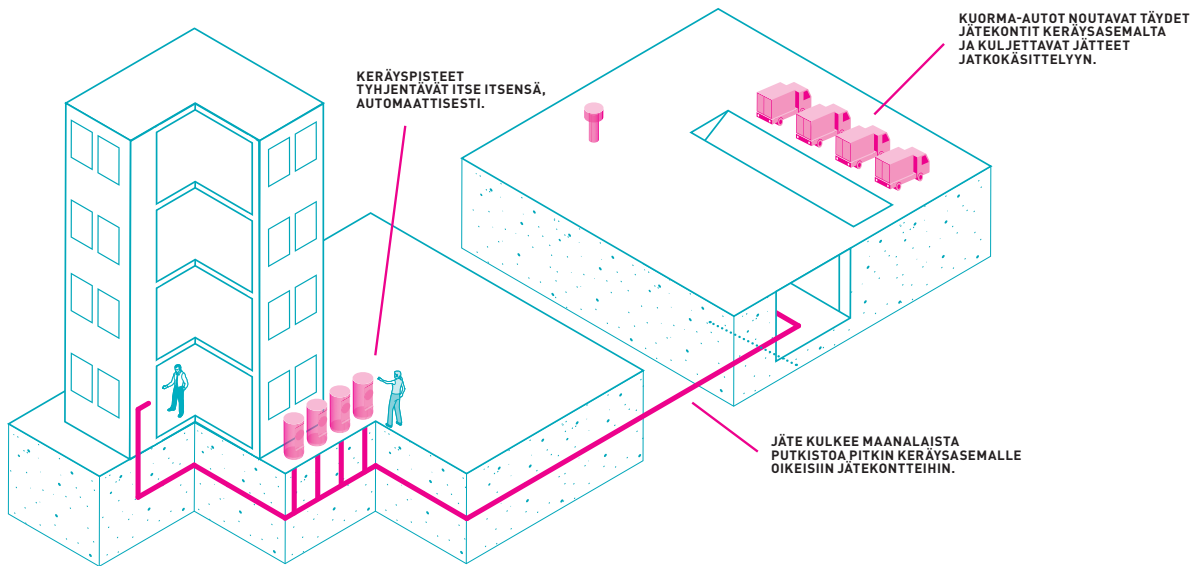 KERÄYSPISTEET
TYHJENTÄVÄT ITSE ITSENSÄ,
AUTOMAATTISESTI.
KUORMA-AUTOT NOUTAVAT TÄYDET
JÄTEKONTIT KERÄYSASEMALTA
JA KULJETTAVAT JÄTTEET
JATKOKÄSITTELYYN.
JÄTE KULKEE MAANALAISTA
PUTKISTOA PITKIN KERÄYSASEMALLE
OIKEISIIN JÄTEKONTTEIHIN.